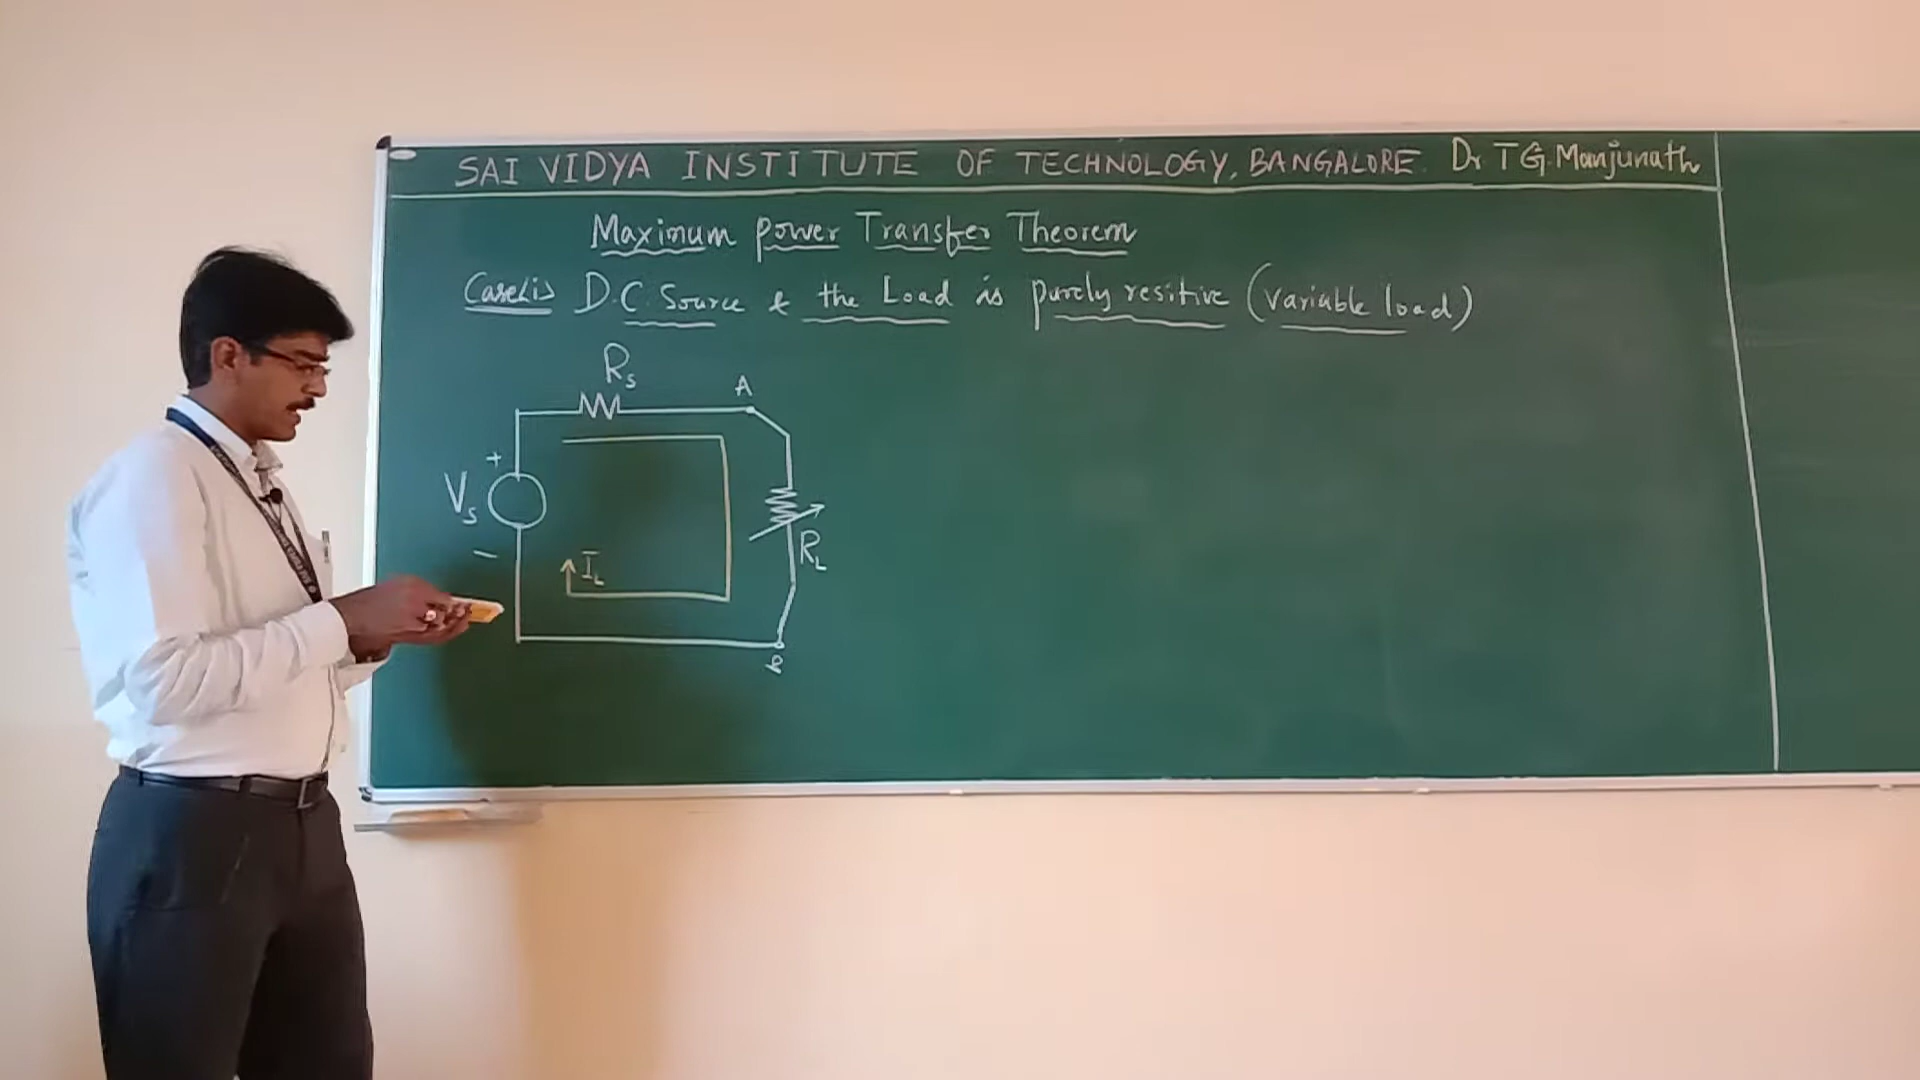 SAI VIDYA INSTITUTE OF TECHNOLOGY, BANGALORE. Dr T G Manjunath
Maximum power Transfer Theorem
Case(i) D.C. Source & the Load is purely resitive (variable load)
Rs
A
+
Vs
IL
RL
-
B